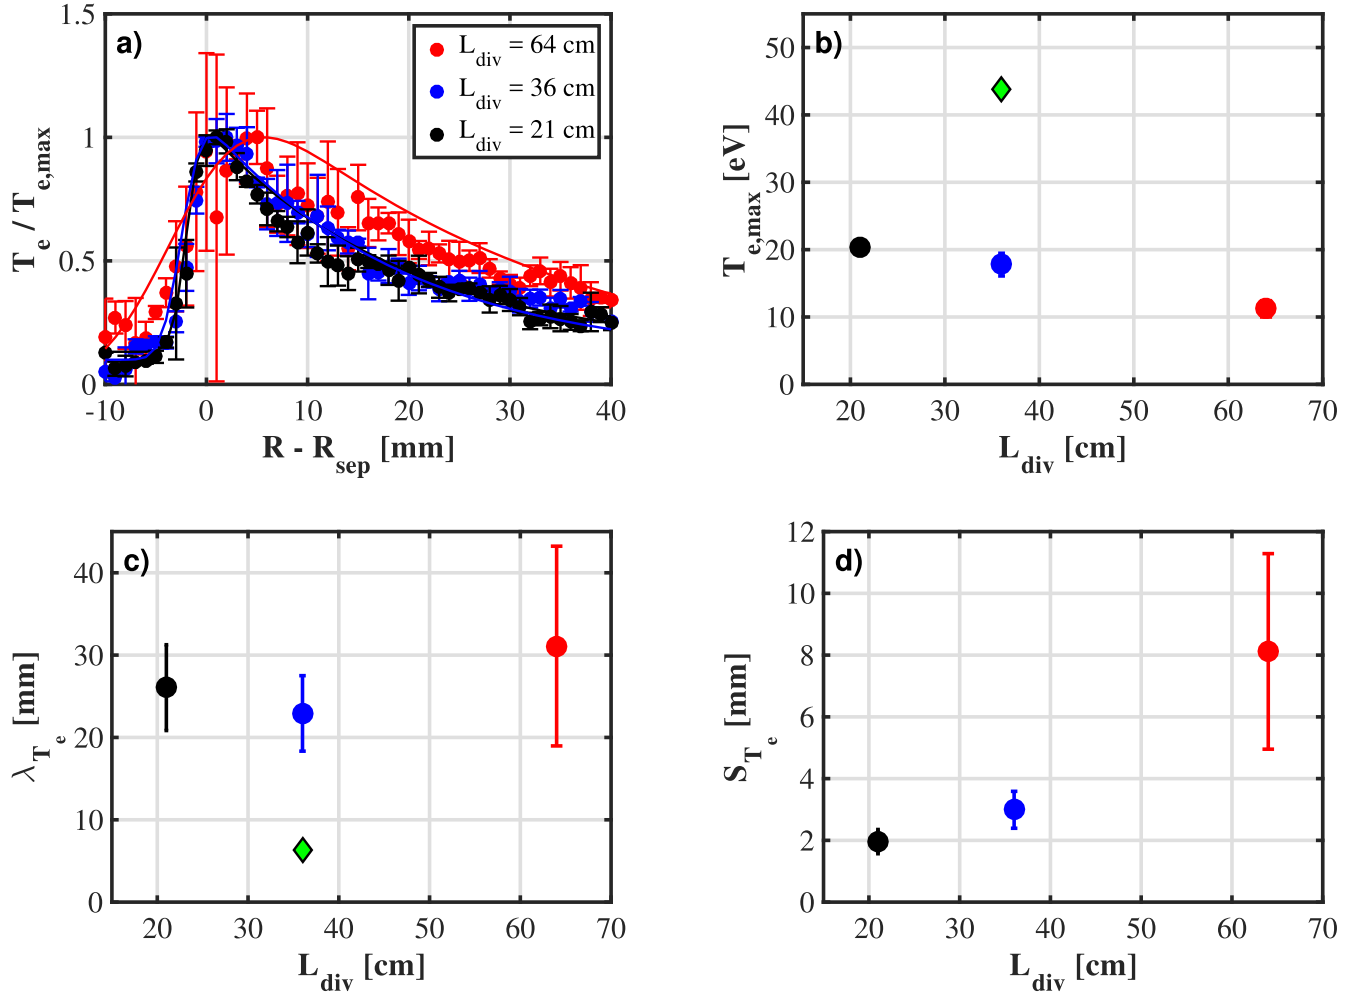 a)
1.5
1
0.5
0
-10 0 10 20 30 40
T_e / T_e,max
R - R_sep [mm]
L_div = 64 cm
L_div = 36 cm
L_div = 21 cm
b)
50
40
30
20
10
0
20 30 40 50 60 70
T_e,max [eV]
L_div [cm]
c)
40
30
20
10
0
20 30 40 50 60 70
λ_T_e [mm]
L_div [cm]
d)
12
10
8
6
4
2
0
20 30 40 50 60 70
S_T_e [mm]
L_div [cm]